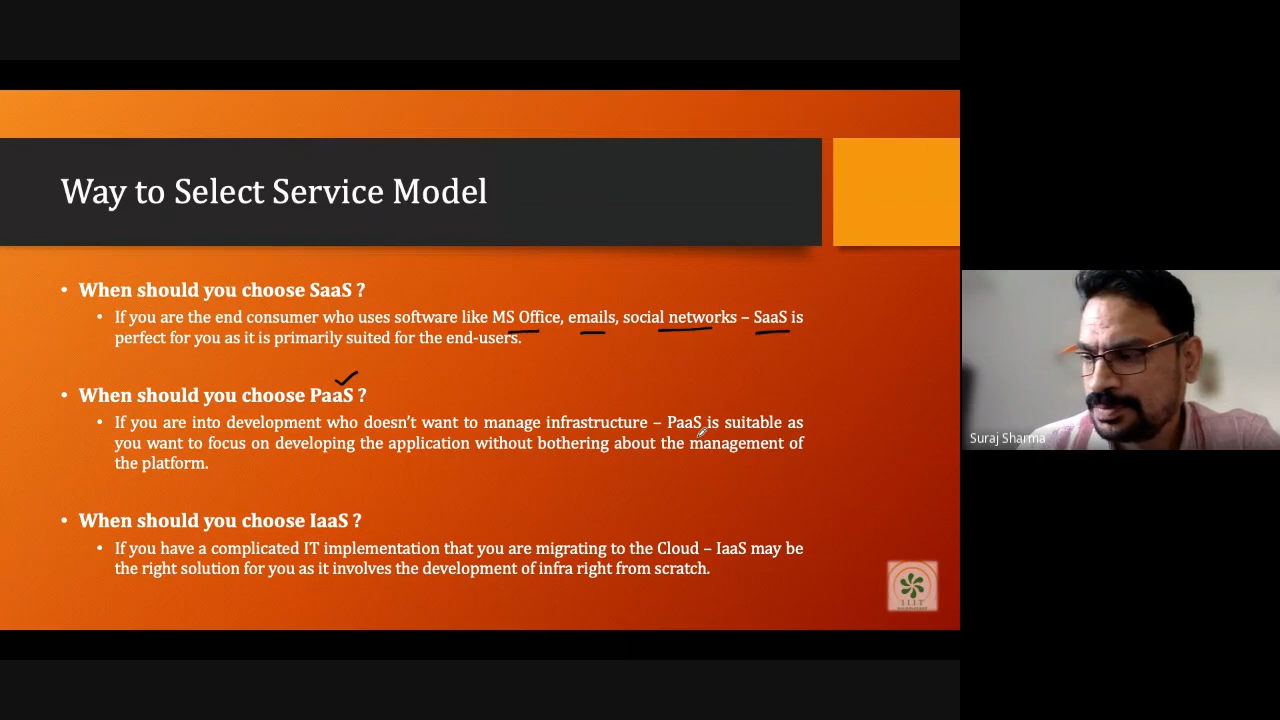 Way to Select Service Model
• When should you choose SaaS ?
• If you are the end consumer who uses software like MS Office, emails, social networks – SaaS is
perfect for you as it is primarily suited for the end-users.
• When should you choose PaaS ?
• If you are into development who doesn’t want to manage infrastructure – PaaS is suitable as
you want to focus on developing the application without bothering about the management of
the platform.
• When should you choose IaaS ?
• If you have a complicated IT implementation that you are migrating to the Cloud – IaaS may be
the right solution for you as it involves the development of infra right from scratch.
Suraj Sharma